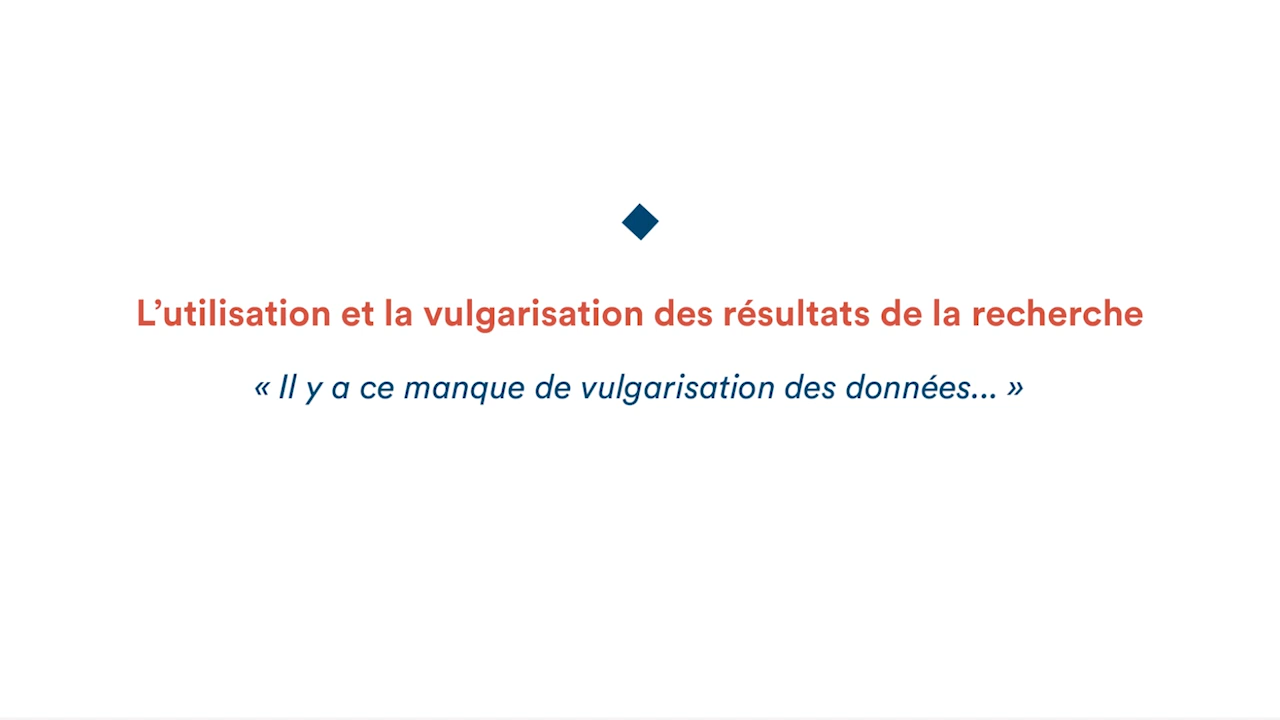 L’utilisation et la vulgarisation des résultats de la recherche
« Il y a ce manque de vulgarisation des données... »